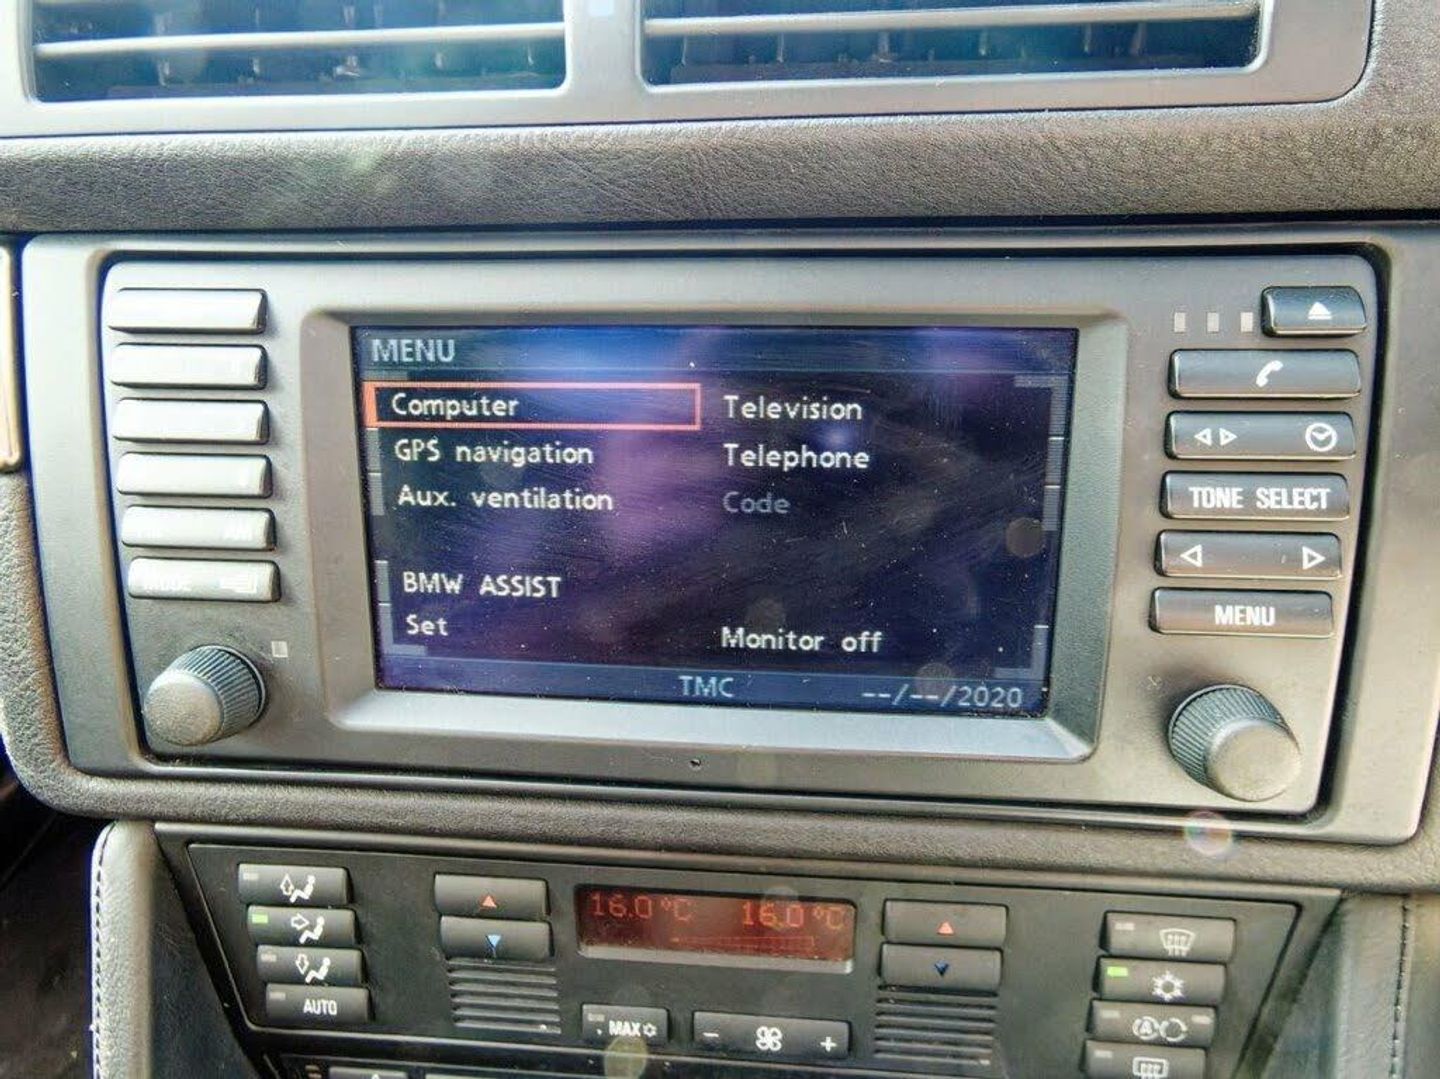 MENU
Computer
Television
GPS navigation
Telephone
Aux. ventilation
Code
BMW ASSIST
Set
Monitor off
TMC
--/--/2020
TONE SELECT
MENU
16.0°C 16.0°C
AUTO
MAX
- +
A